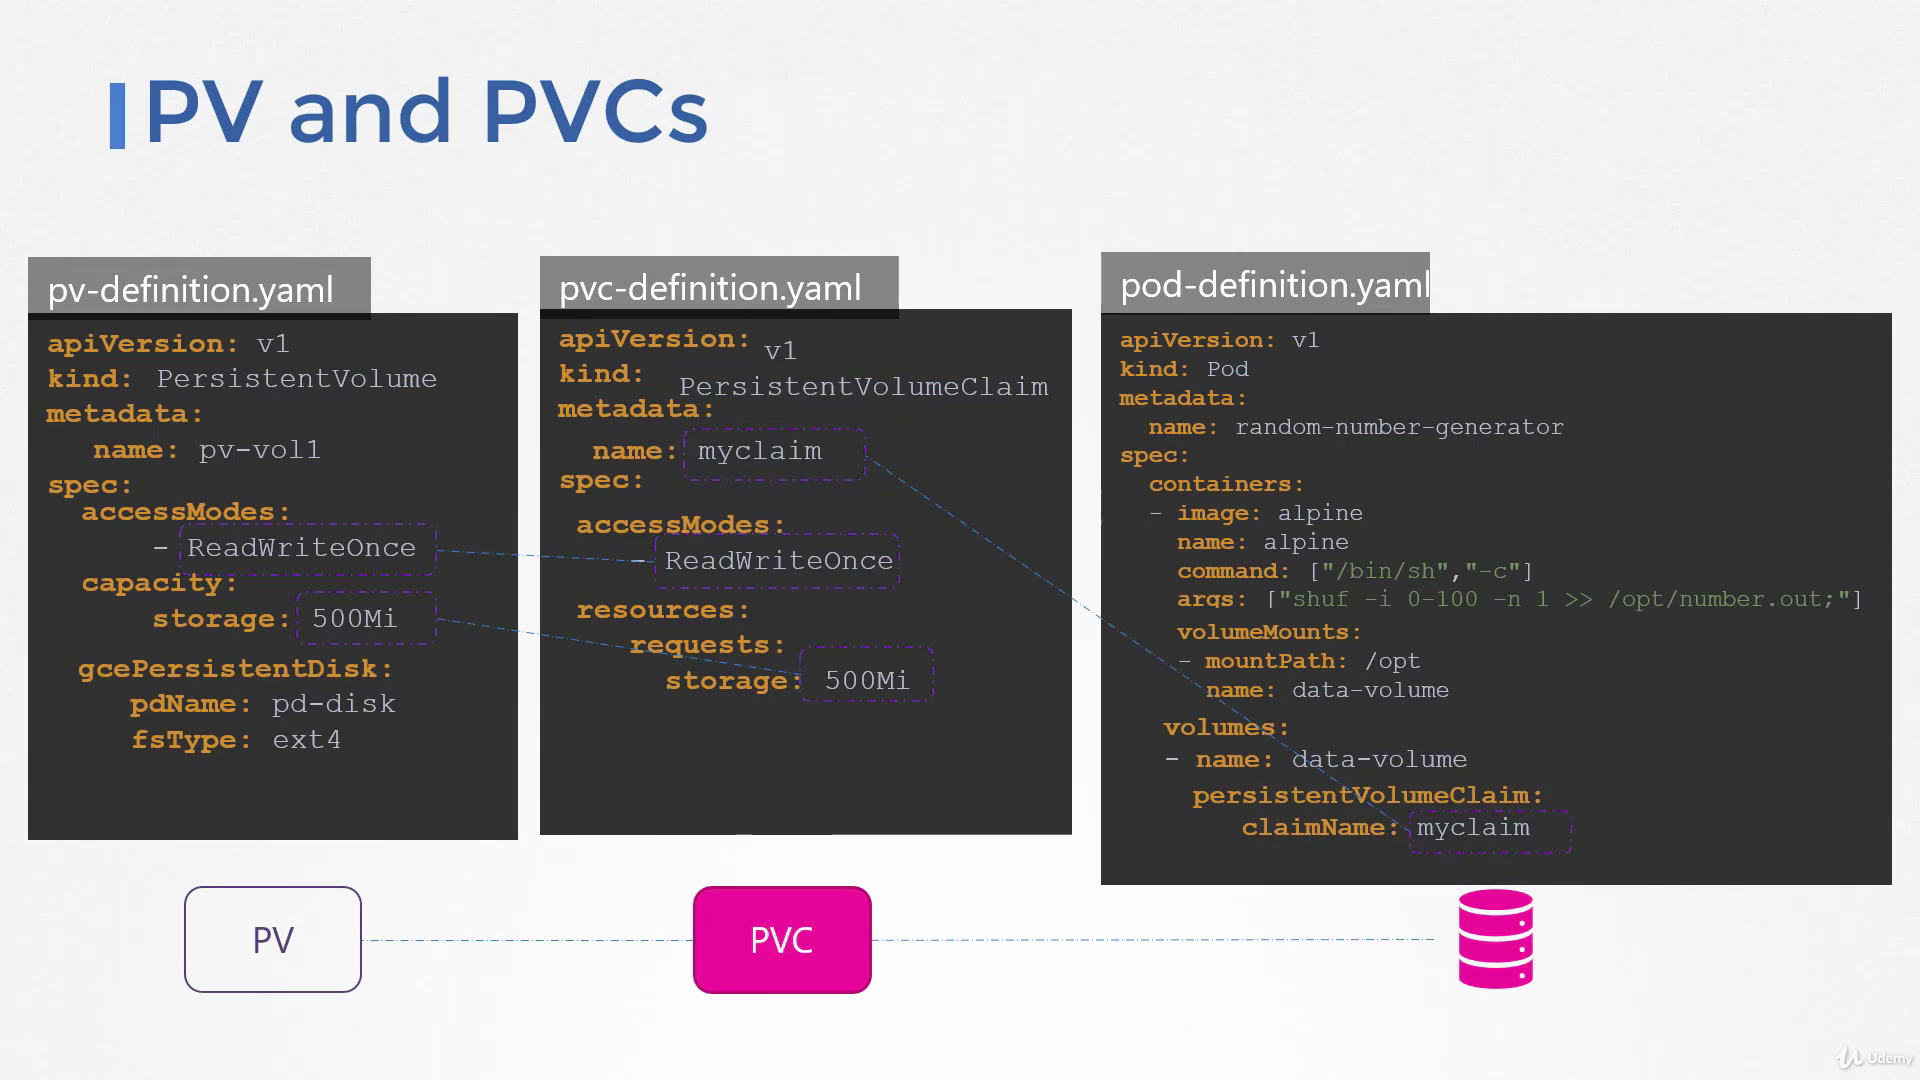 PV and PVCs
pv-definition.yaml
apiVersion: v1
kind: PersistentVolume
metadata:
name: pv-vol1
spec:
accessModes:
- ReadWriteOnce
capacity:
storage: 500Mi
gcePersistentDisk:
pdName: pd-disk
fsType: ext4
pvc-definition.yaml
apiVersion: v1
kind: PersistentVolumeClaim
metadata:
name: myclaim
spec:
accessModes:
- ReadWriteOnce
resources:
requests:
storage: 500Mi
pod-definition.yaml
apiVersion: v1
kind: Pod
metadata:
name: random-number-generator
spec:
containers:
- image: alpine
name: alpine
command: ["/bin/sh","-c"]
args: ["shuf -i 0-100 -n 1 >> /opt/number.out;"]
volumeMounts:
- mountPath: /opt
name: data-volume
volumes:
- name: data-volume
persistentVolumeClaim:
claimName: myclaim
PV
PVC
Udemy